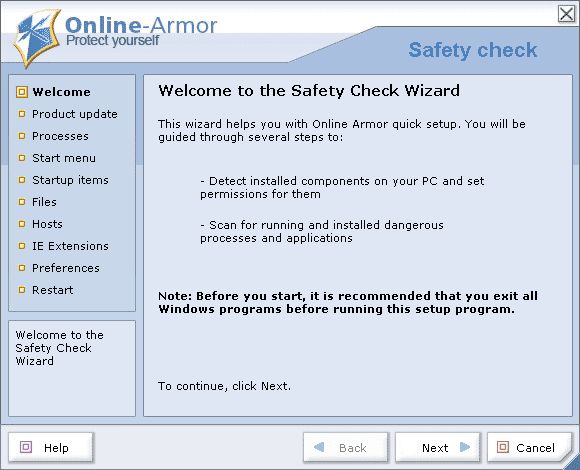 Online-Armor
Protect yourself
Safety check
Welcome
Product update
Processes
Start menu
Startup items
Files
Hosts
IE Extensions
Preferences
Restart
Welcome to the
Safety Check
Wizard
Welcome to the Safety Check Wizard
This wizard helps you with Online Armor quick setup. You will be
guided through several steps to:
- Detect installed components on your PC and set
permissions for them
- Scan for running and installed dangerous
processes and applications
Note: Before you start, it is recommended that you exit all
Windows programs before running this setup program.
To continue, click Next.
Help
Back
Next
Cancel